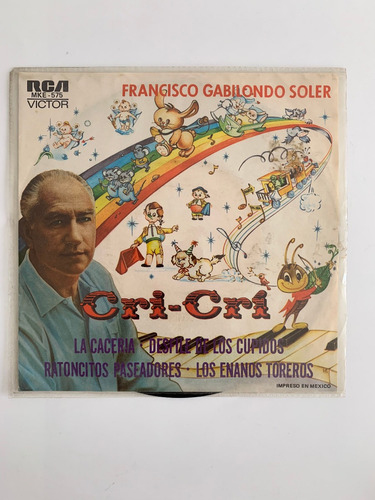 RCA
MKE-575
VICTOR
FRANCISCO GABILONDO SOLER
Cri-Crí
LA CACERIA • DESFILE DE LOS CUPIDOS
RATONCITOS PASEADORES • LOS ENANOS TOREROS
IMPRESO EN MEXICO